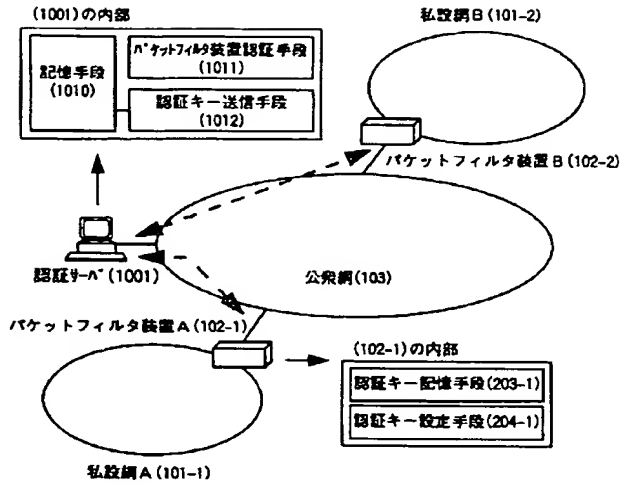 (1001)の内部
記憶手段
(1010)
パケットフィルタ装置認証手段
(1011)
認証キー送信手段
(1012)
私設網B(101-2)
パケットフィルタ装置B(102-2)
認証サーバ(1001)
公衆網(103)
パケットフィルタ装置A(102-1)
(102-1)の内部
認証キー記憶手段(203-1)
認証キー設定手段(204-1)
私設網A(101-1)